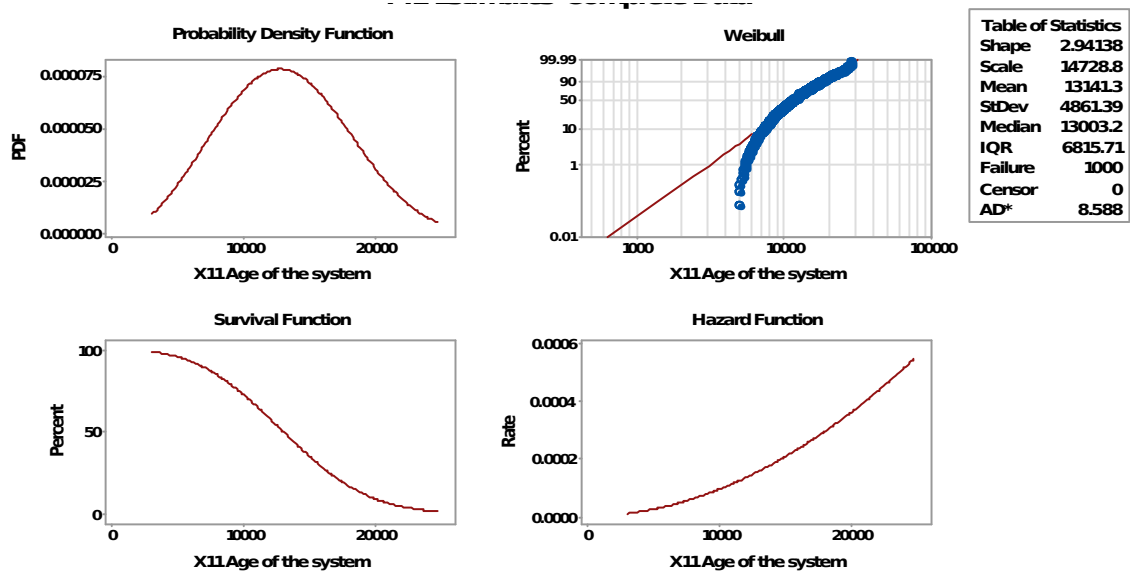 Probability Density Function
0.000075
0.000050
0.000025
0.000000
PDF
0
10000
20000
X11 Age of the system
Weibull
99.99
90
50
10
1
0.01
Percent
1000
10000
100000
X11 Age of the system
Table of Statistics
Shape 2.94138
Scale 14728.8
Mean 13141.3
StDev 4861.39
Median 13003.2
IQR 6815.71
Failure 1000
Censor 0
AD* 8.588
Survival Function
100
50
0
Percent
0
10000
20000
X11 Age of the system
Hazard Function
0.0006
0.0004
0.0002
0.0000
Rate
0
10000
20000
X11 Age of the system